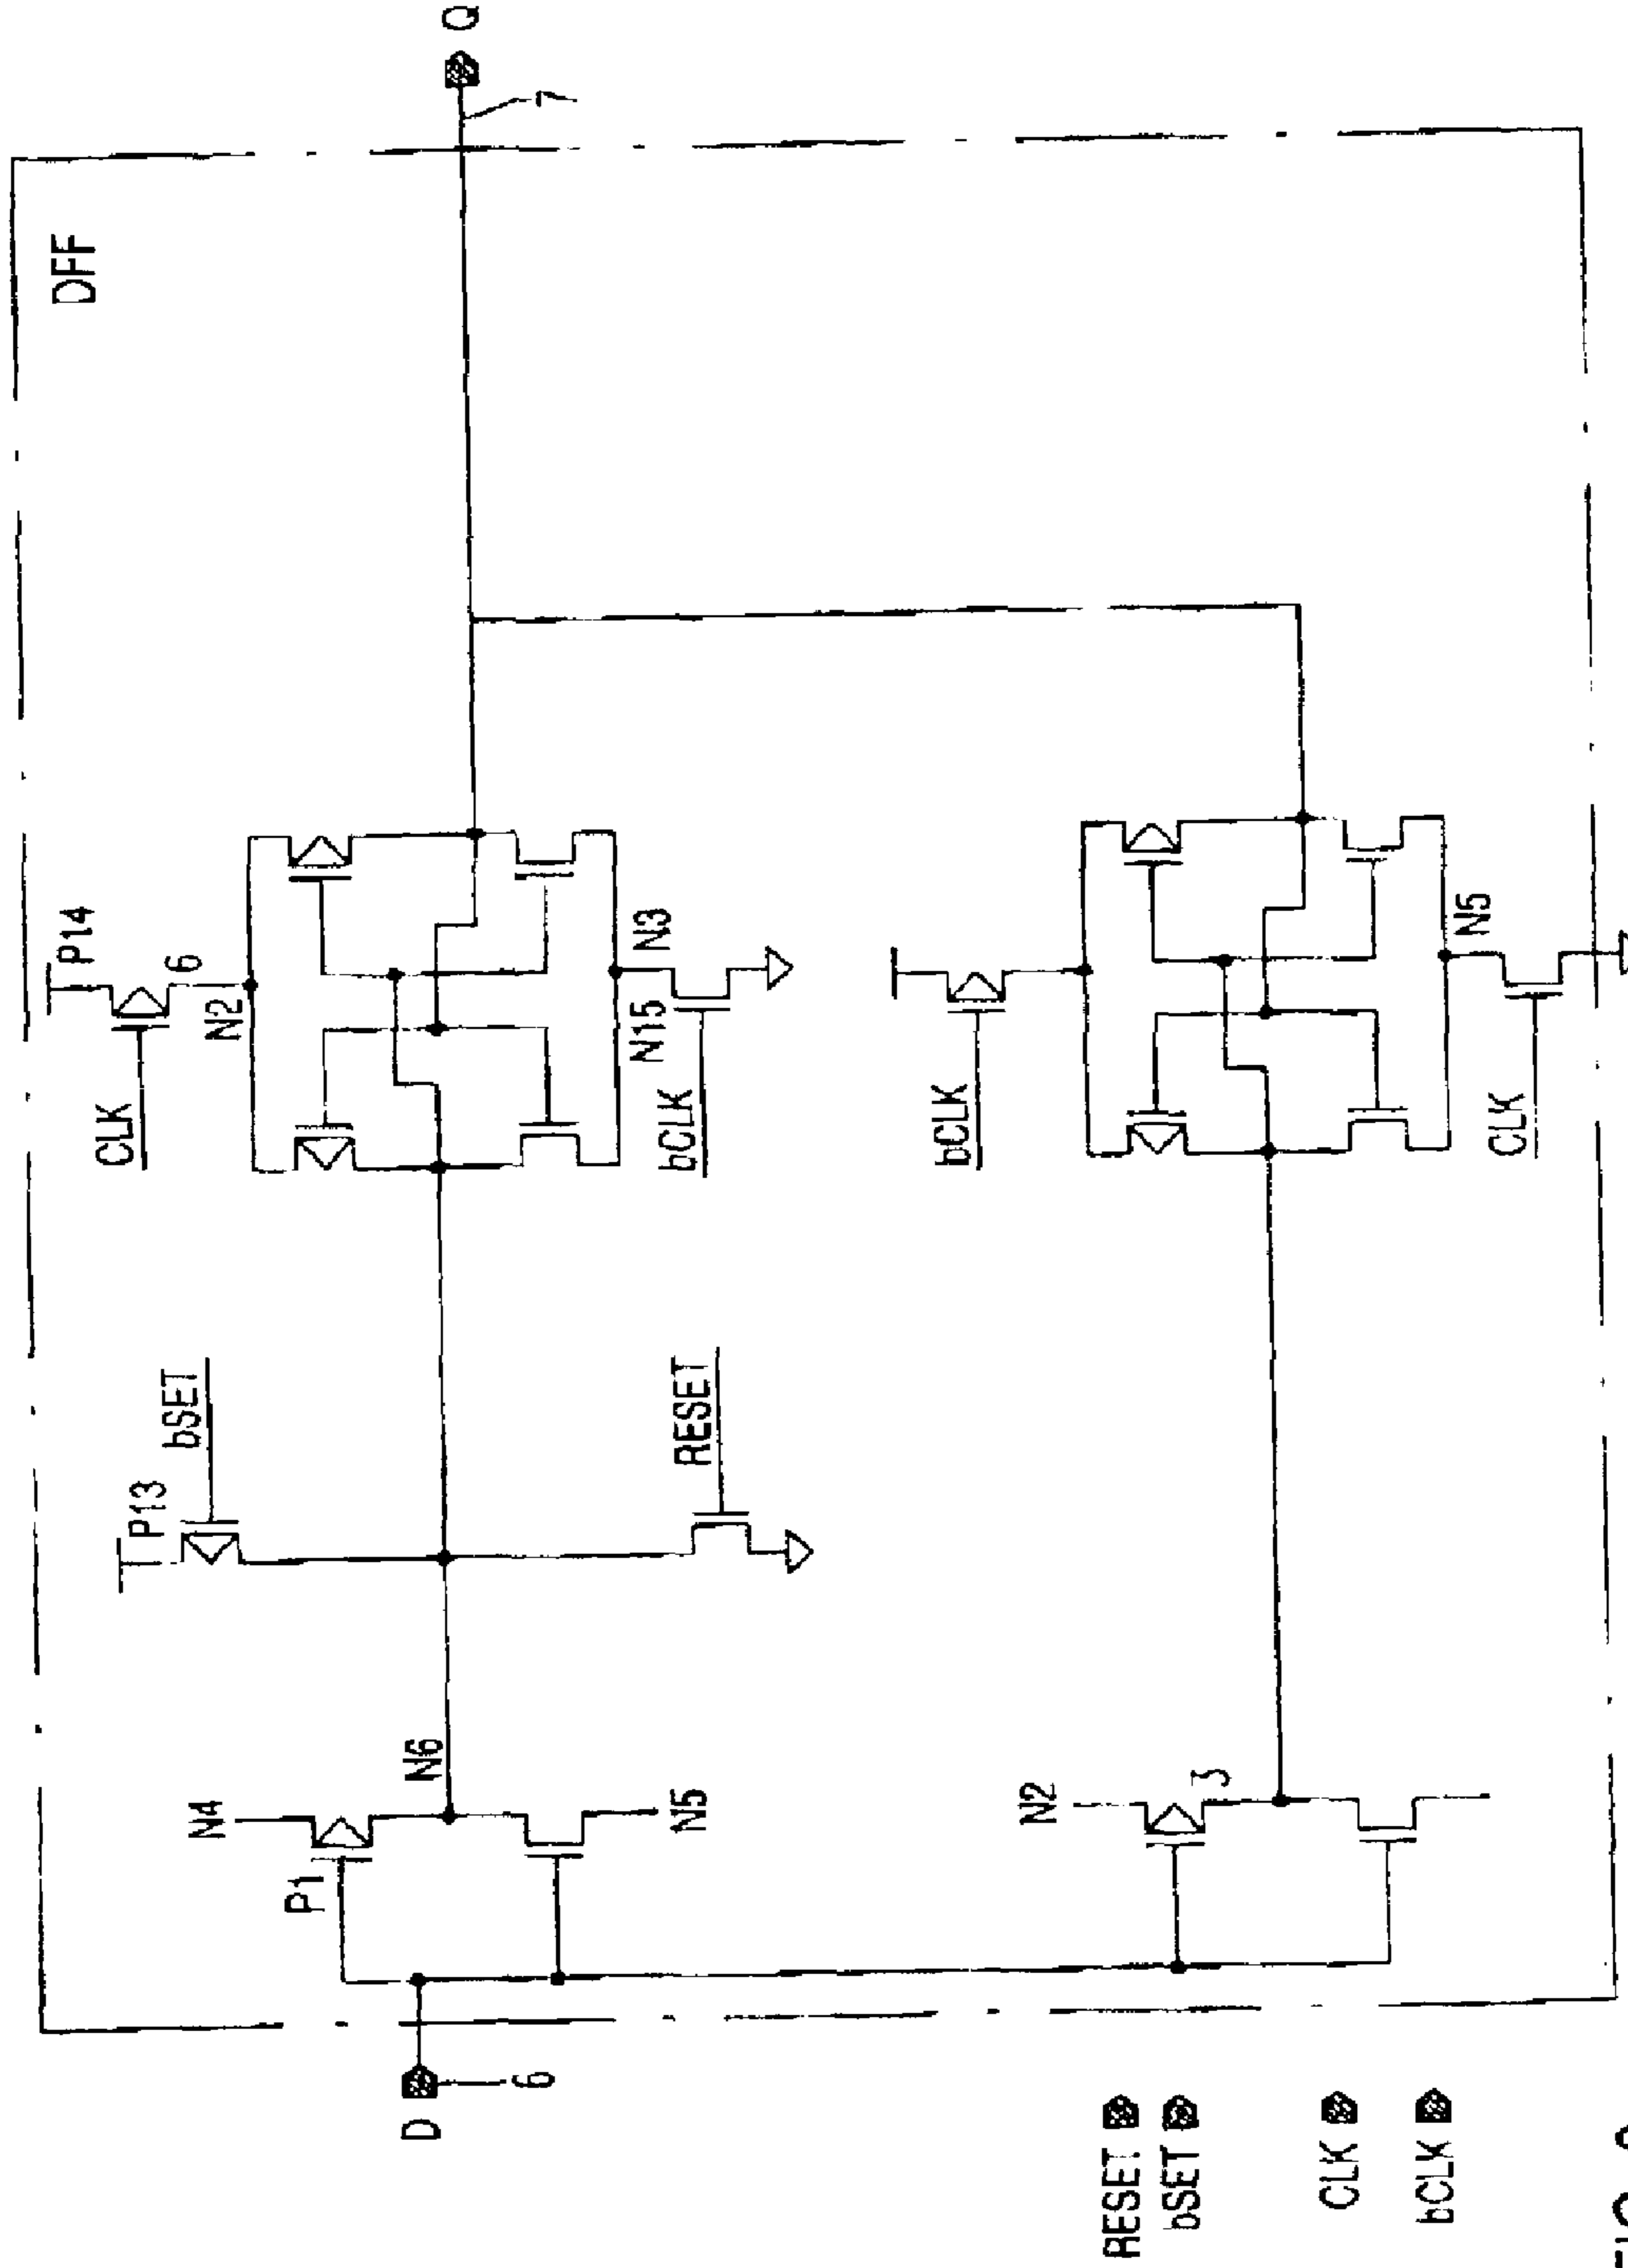 DFF
P14
CLK
6
N2
bSET
P13
N4
P1
N6
D
6
Q
7
N3
N15
bCLK
RESET
N5
bCLK
N5
CLK
N2
3
RESET
bSET
CLK
bCLK